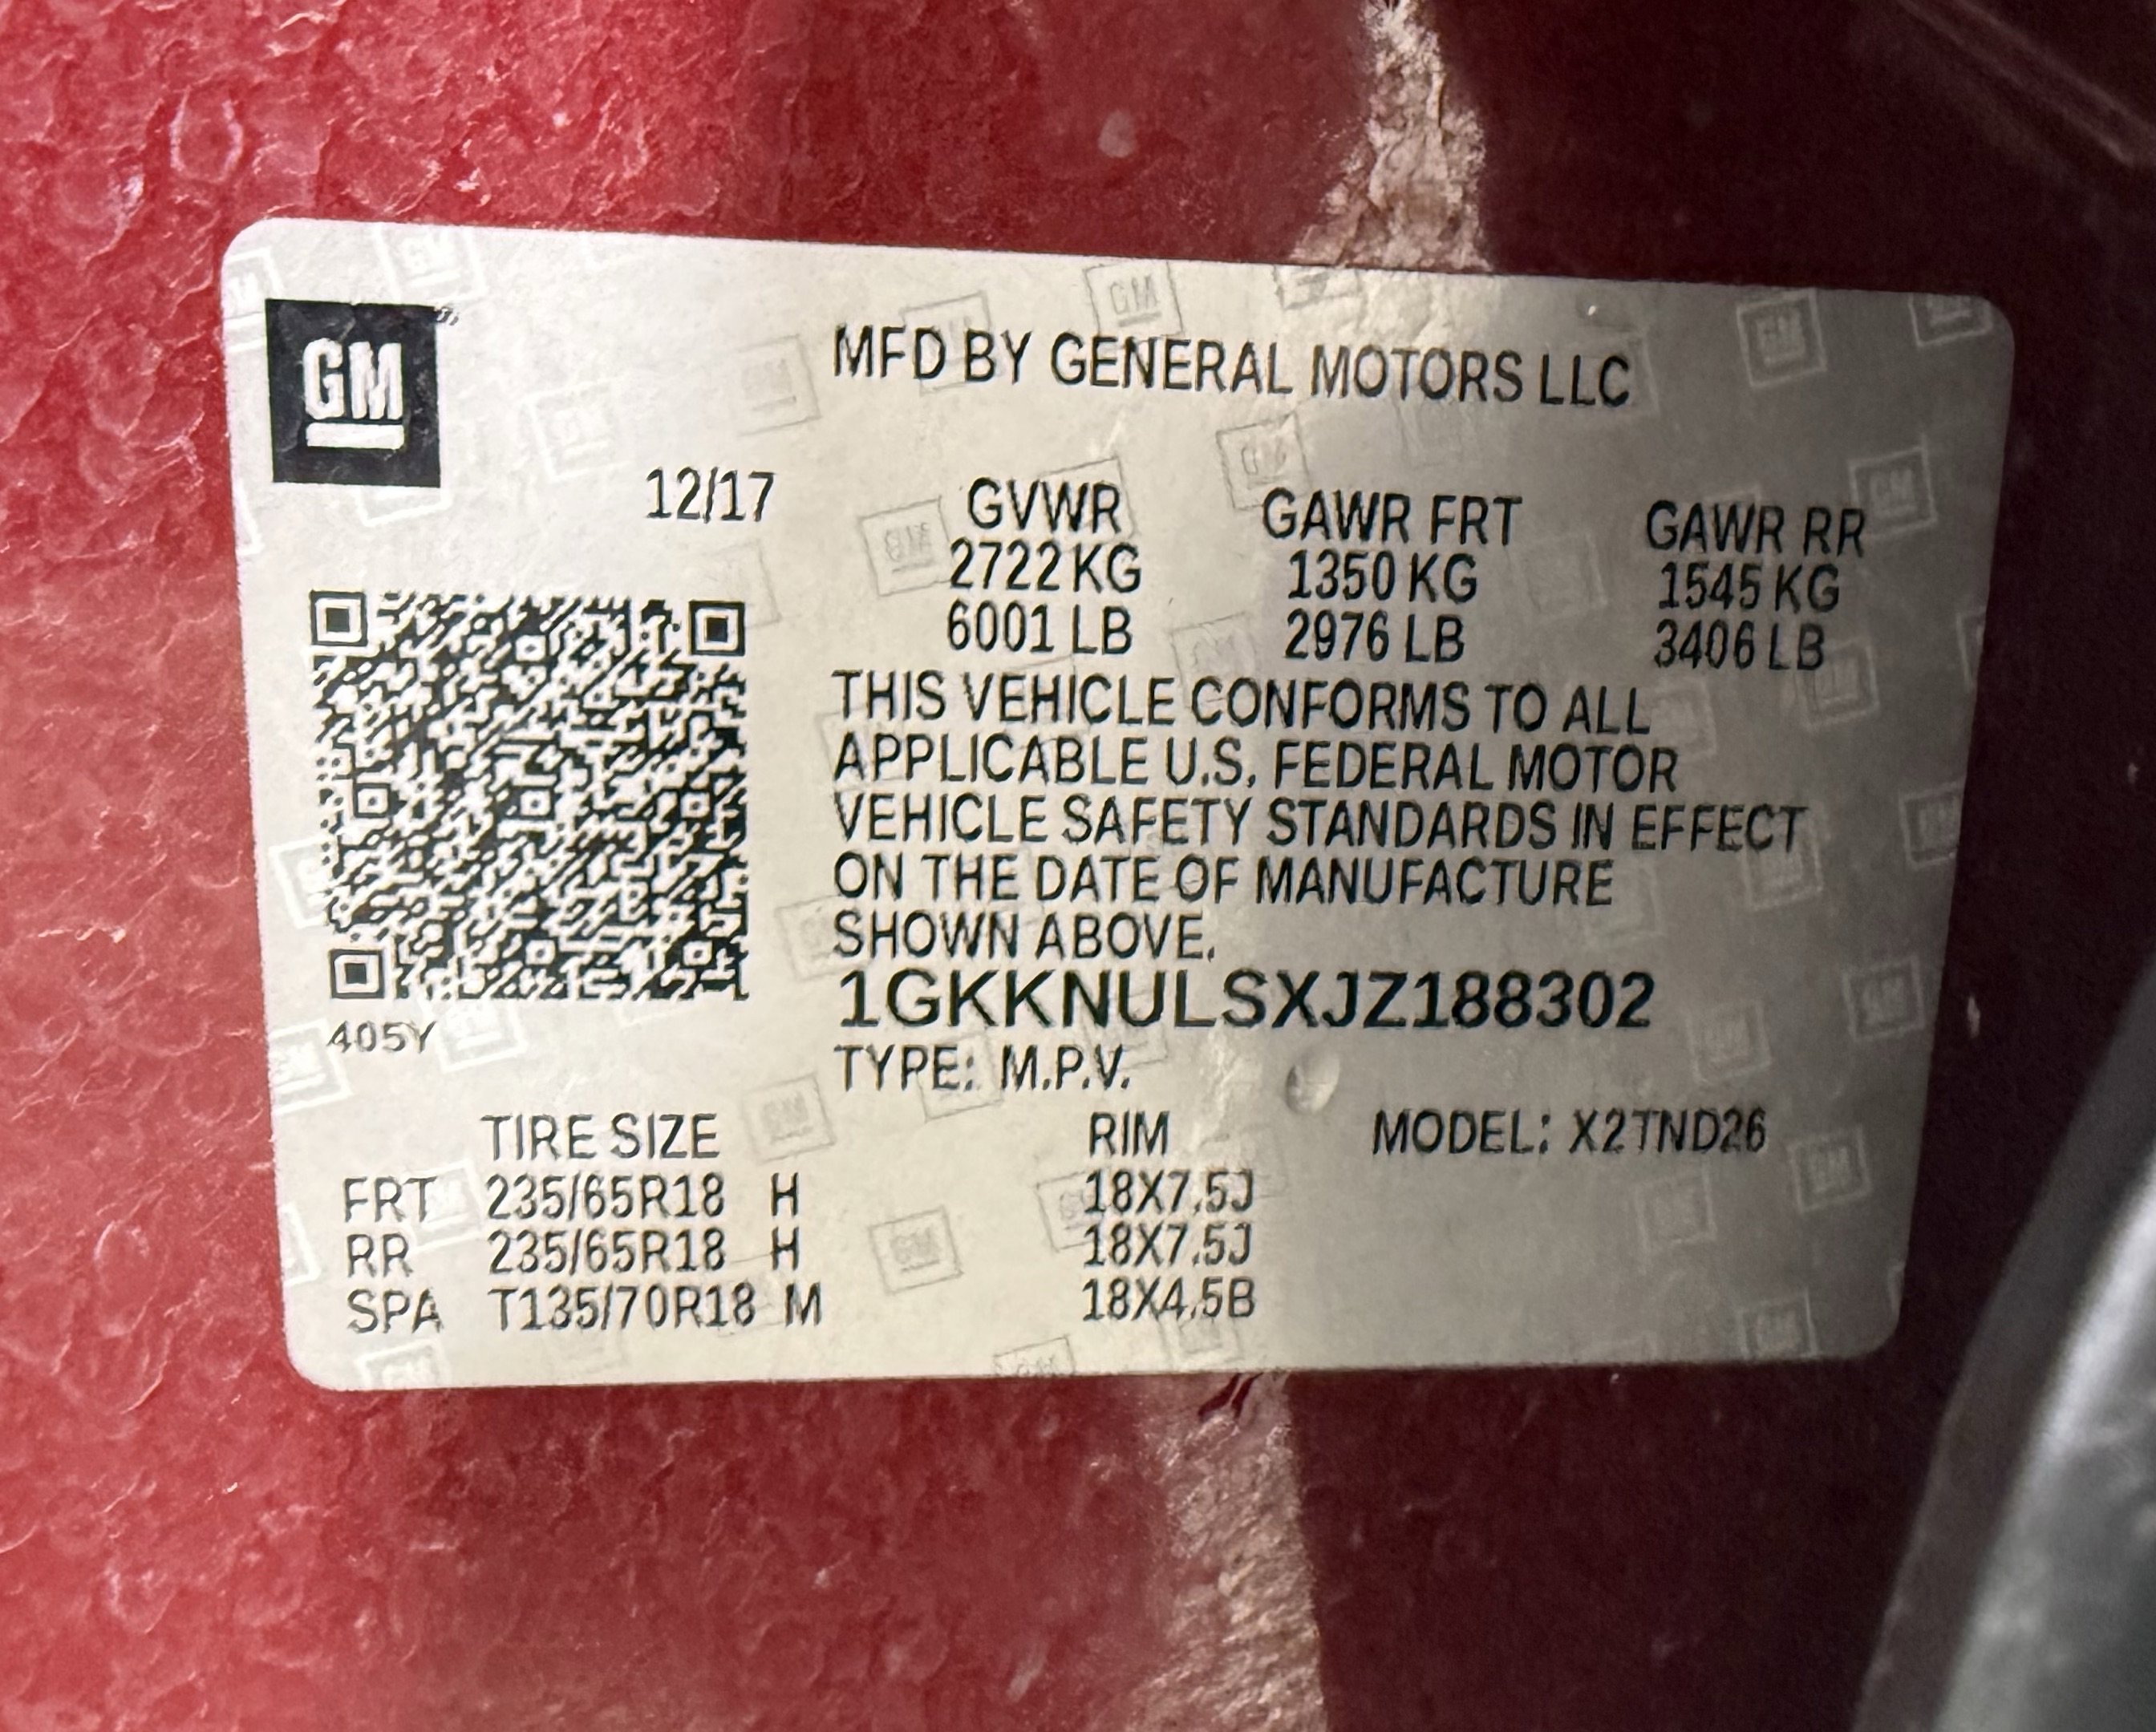 GM
MFD BY GENERAL MOTORS LLC
12/17
GVWR GAWR FRT GAWR RR
2722 KG 1350 KG 1545 KG
6001 LB 2976 LB 3406 LB
THIS VEHICLE CONFORMS TO ALL
APPLICABLE U.S. FEDERAL MOTOR
VEHICLE SAFETY STANDARDS IN EFFECT
ON THE DATE OF MANUFACTURE
SHOWN ABOVE.
1GKKNULSXJZ188302
405Y
TYPE: M.P.V.
TIRE SIZE RIM MODEL: X2TND26
FRT 235/65R18 H 18X7.5J
RR 235/65R18 H 18X7.5J
SPA T135/70R18 M 18X4.5B